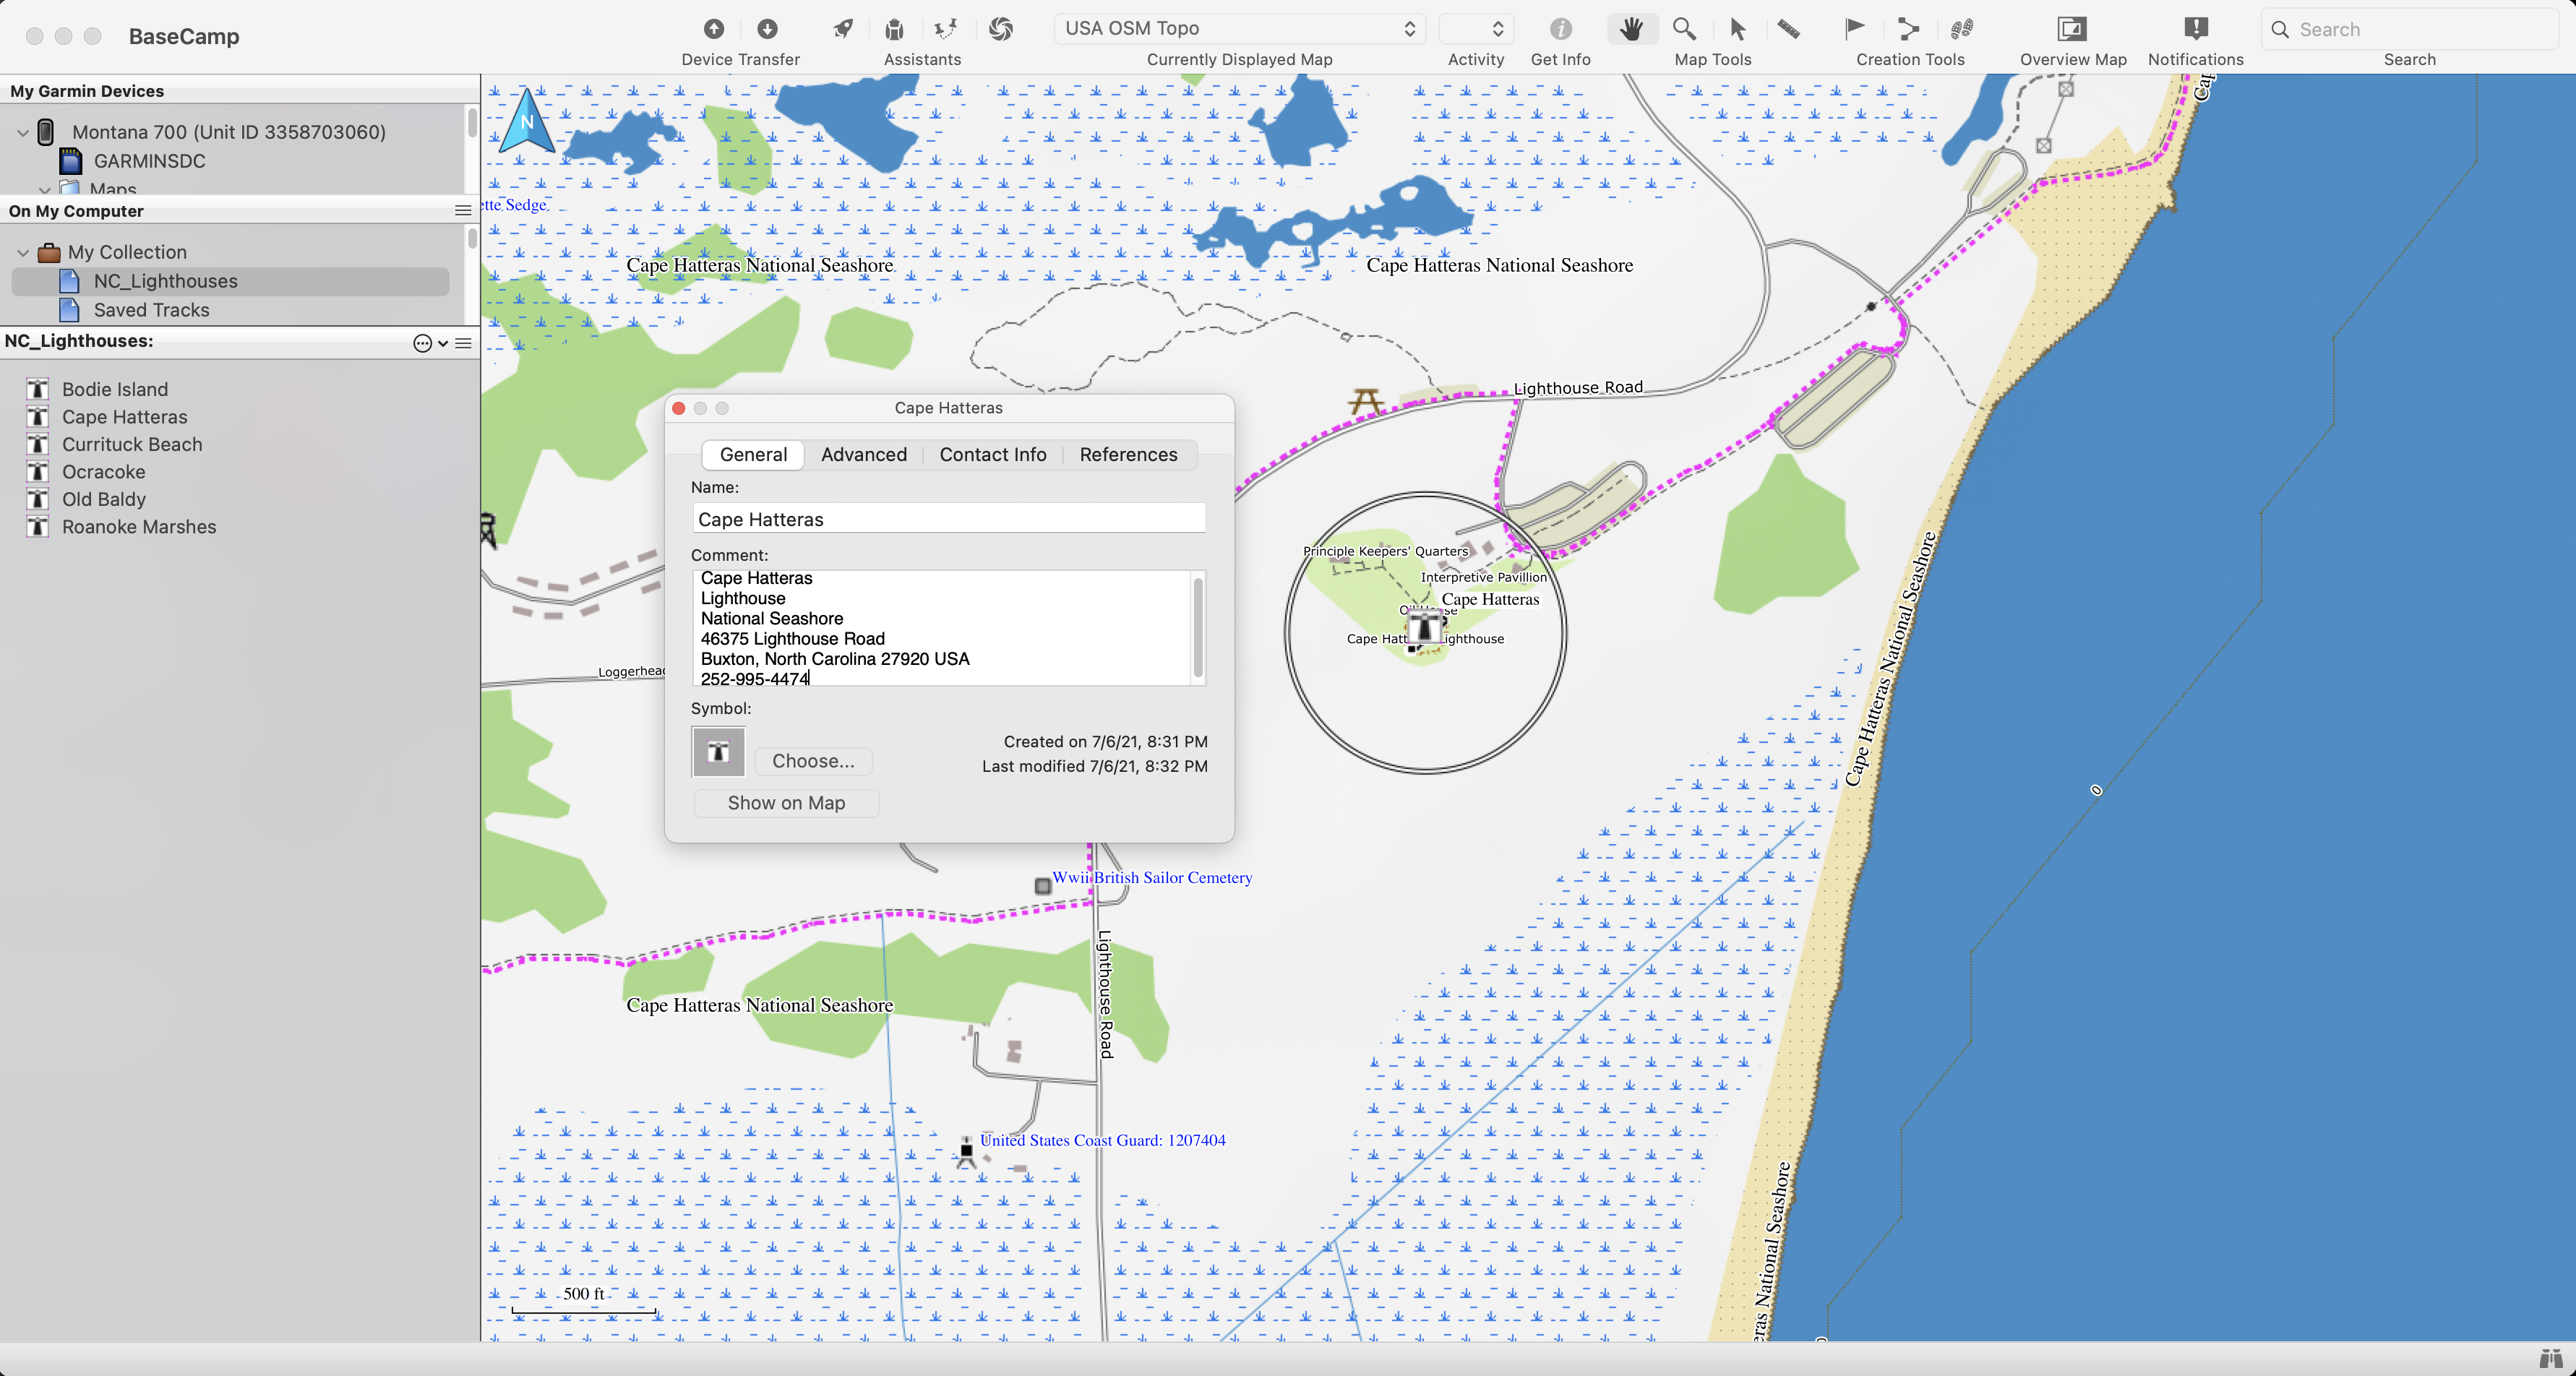 BaseCamp
USA OSM Topo
Search
Device Transfer
Assistants
Currently Displayed Map
Activity
Get Info
Map Tools
Creation Tools
Overview Map
Notifications
Search
My Garmin Devices
Montana 700 (Unit ID 3358703060)
GARMINSDC
Maps
On My Computer
My Collection
NC_Lighthouses
Saved Tracks
NC_Lighthouses:
Bodie Island
Cape Hatteras
Currituck Beach
Ocracoke
Old Baldy
Roanoke Marshes
N
ette Sedge
Cape Hatteras National Seashore
Cape Hatteras National Seashore
Cap
Lighthouse Road
Cape Hatteras
General
Advanced
Contact Info
References
Name:
Cape Hatteras
Comment:
Cape Hatteras
Lighthouse
National Seashore
46375 Lighthouse Road
Buxton, North Carolina 27920 USA
252-995-4474
Symbol:
Choose...
Created on 7/6/21, 8:31 PM
Last modified 7/6/21, 8:32 PM
Show on Map
Principle Keepers' Quarters
Interpretive Pavillion
Cape Hatteras
Cape Hatt ighthouse
Loggerhead
Cape Hatteras National Seashore
0
Wwii British Sailor Cemetery
Cape Hatteras National Seashore
Lighthouse Road
United States Coast Guard: 1207404
eras National Seashore
500 ft